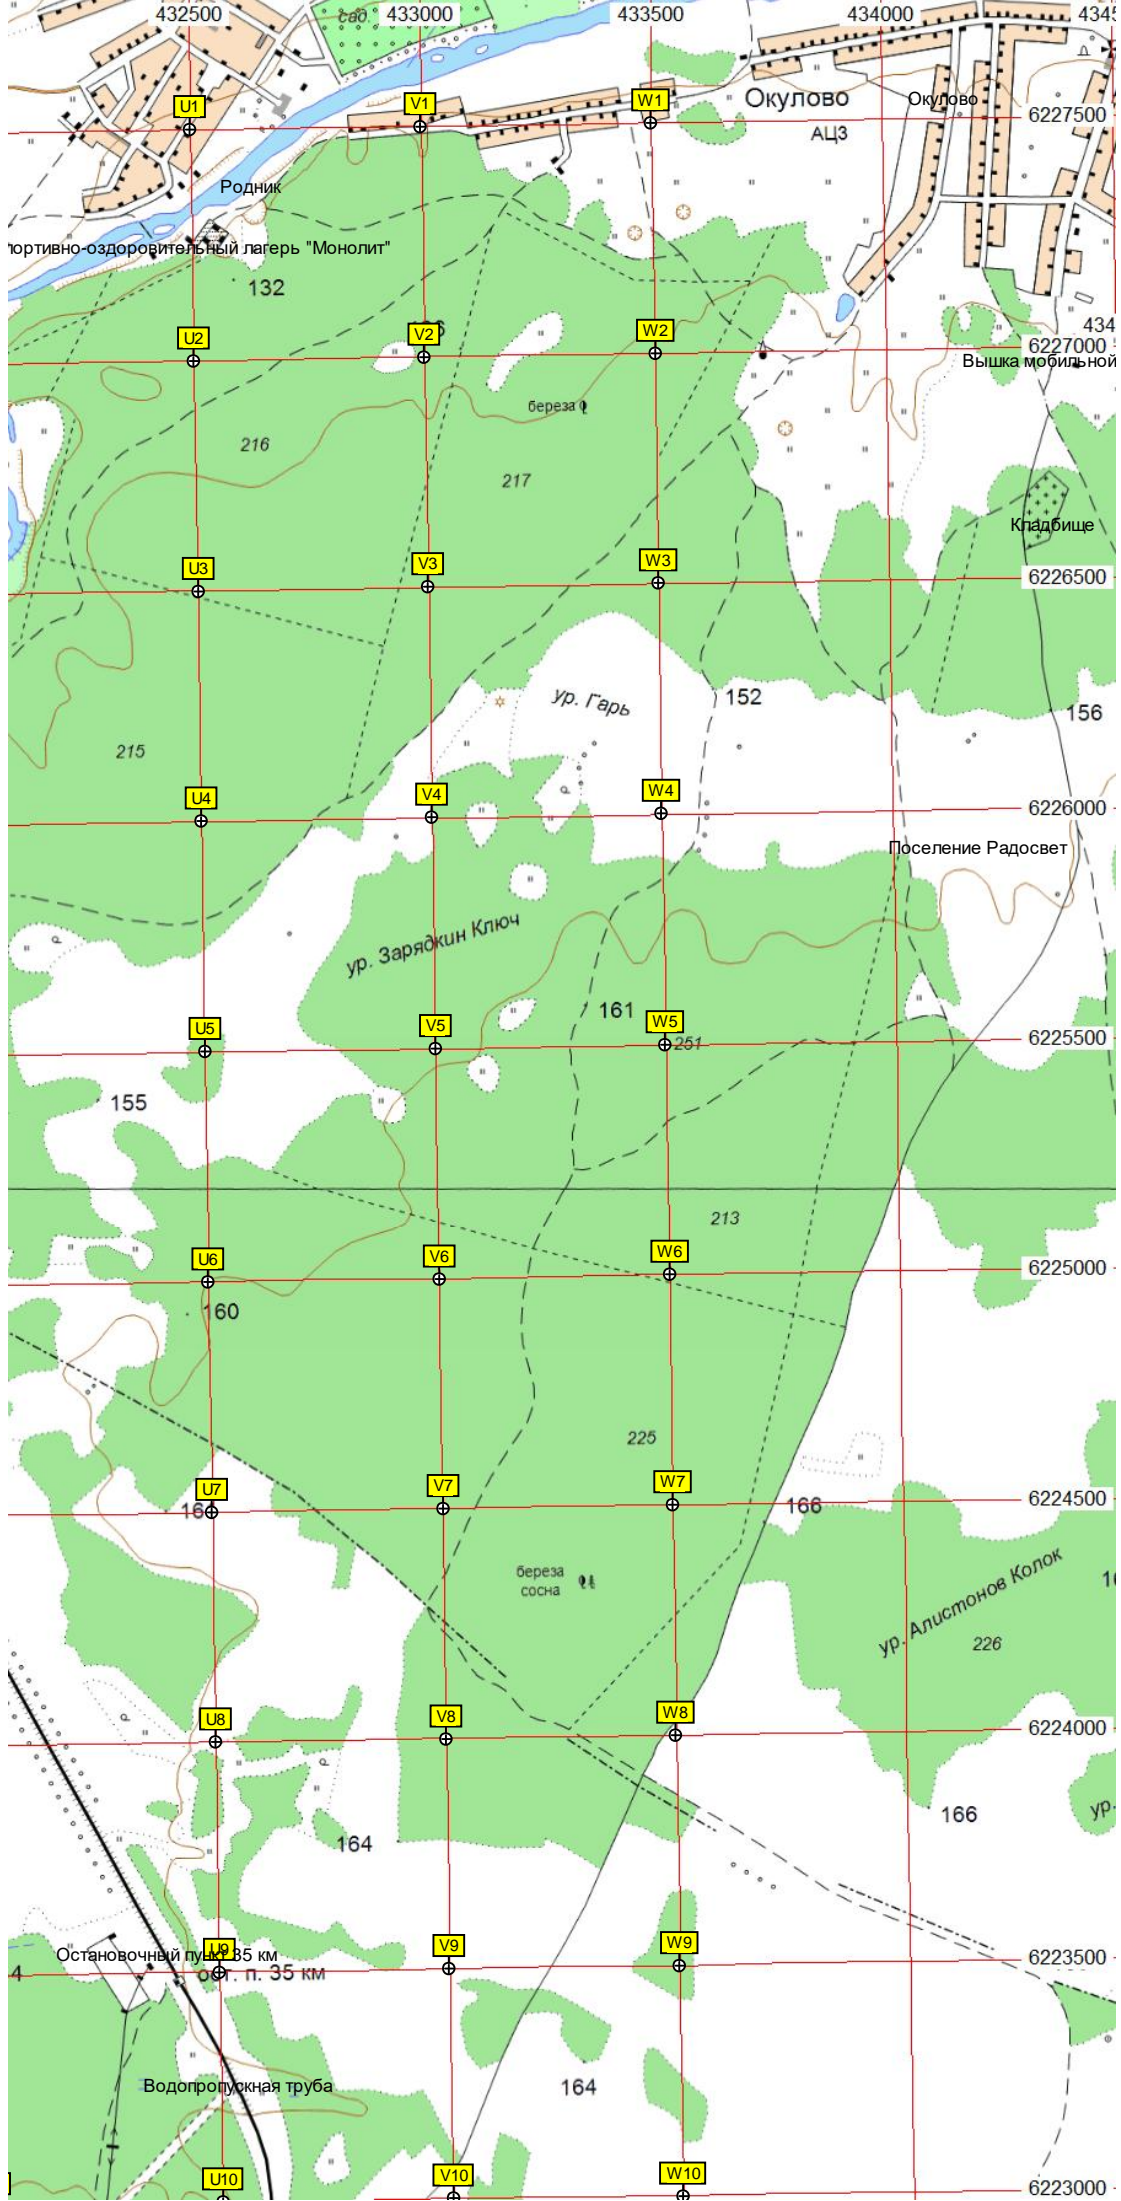 432500 433000 433500 434000 4345
сад.
U1 V1 W1
Окулово
Окулово
АЦЗ
6227500
Родник
портивно-оздоровительный лагерь "Монолит"
132
434
U2 V2 W2
6227000
Вышка мобильной
береза
216
217
Кладбище
U3 V3 W3
6226500
ур. Гарь
152
156
215
U4 V4 W4
6226000
Поселение Радосвет
ур. Зарядкин Ключ
161
U5 V5 W5
251
6225500
155
213
U6 V6 W6
6225000
160
225
U7 V7 W7
6224500
16
166
береза
сосна
ур. Алистонов Колок
226
U8 V8 W8
6224000
166
ур.
164
U9 V9 W9
Остановочный пункт 35 км
6223500
4
ост. п. 35 км
164
Водопропускная труба
U10 V10 W10
6223000